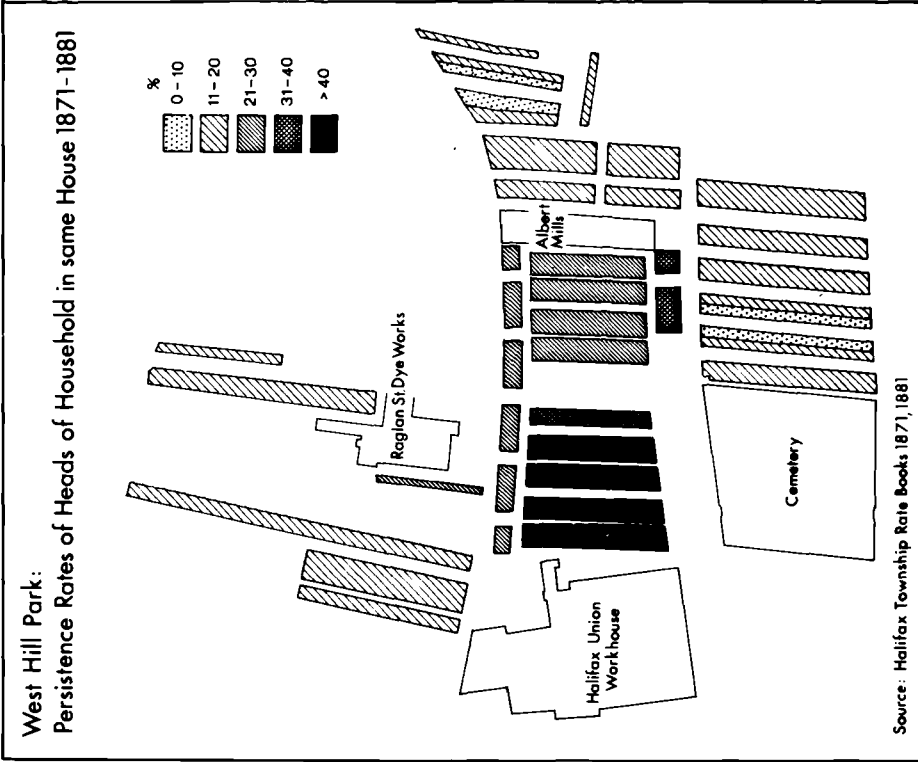 West Hill Park:
Persistence Rates of Heads of Household in same House 1871-1881
%
0-10
11-20
21-30
31-40
> 40
Raglan St. Dye Works
Albert
Mills
Halifax Union
Workhouse
Cemetery
Source: Halifax Township Rate Books 1871,1881